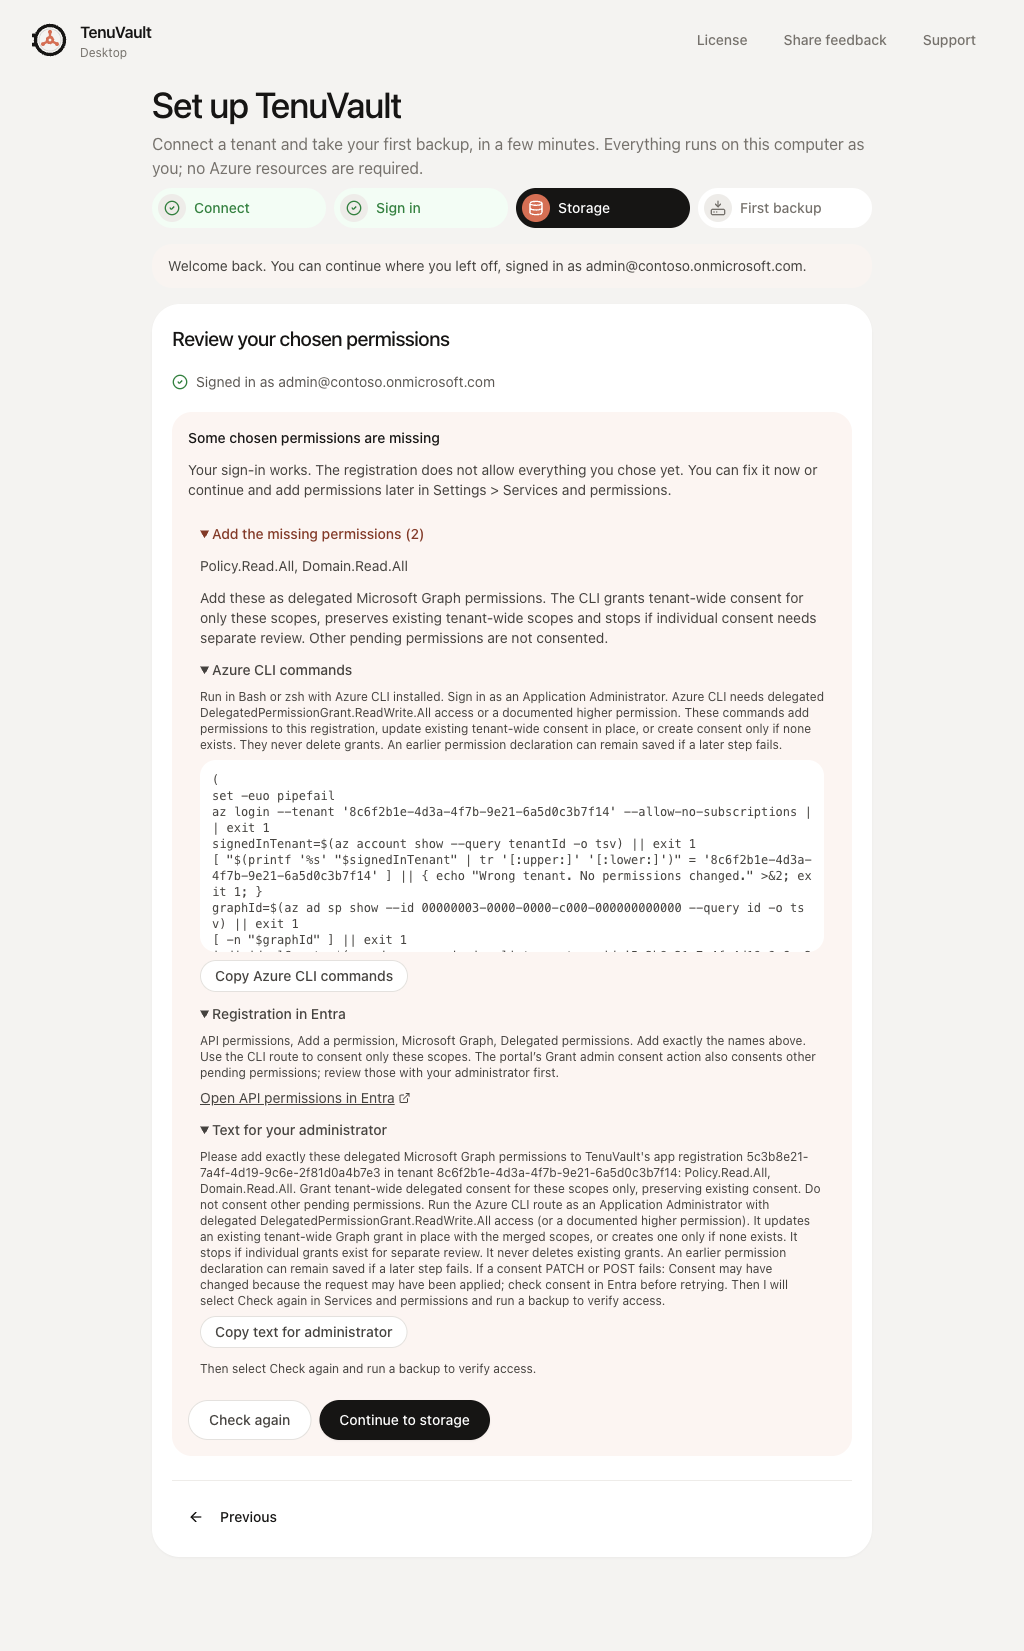 TenuVault
Desktop
License
Share feedback
Support
Set up TenuVault
Connect a tenant and take your first backup, in a few minutes. Everything runs on this computer as
you; no Azure resources are required.
Connect
Sign in
Storage
First backup
Welcome back. You can continue where you left off, signed in as admin@contoso.onmicrosoft.com.
Review your chosen permissions
Signed in as admin@contoso.onmicrosoft.com
Some chosen permissions are missing
Your sign-in works. The registration does not allow everything you chose yet. You can fix it now or
continue and add permissions later in Settings > Services and permissions.
▼ Add the missing permissions (2)
Policy.Read.All, Domain.Read.All
Add these as delegated Microsoft Graph permissions. The CLI grants tenant-wide consent for
only these scopes, preserves existing tenant-wide scopes and stops if individual consent needs
separate review. Other pending permissions are not consented.
▼ Azure CLI commands
Run in Bash or zsh with Azure CLI installed. Sign in as an Application Administrator. Azure CLI needs delegated
DelegatedPermissionGrant.ReadWrite.All access or a documented higher permission. These commands add
permissions to this registration, update existing tenant-wide consent in place, or create consent only if none
exists. They never delete grants. An earlier permission declaration can remain saved if a later step fails.
(
set -euo pipefail
az login --tenant '8c6f2b1e-4d3a-4f7b-9e21-6a5d0c3b7f14' --allow-no-subscriptions |
| exit 1
signedInTenant=$(az account show --query tenantId -o tsv) || exit 1
[ "$(printf '%s' "$signedInTenant" | tr '[:upper:]' '[:lower:]')" = '8c6f2b1e-4d3a-
4f7b-9e21-6a5d0c3b7f14' ] || { echo "Wrong tenant. No permissions changed." >&2; ex
it 1; }
graphId=$(az ad sp show --id 00000003-0000-0000-c000-000000000000 --query id -o ts
v) || exit 1
[ -n "$graphId" ] || exit 1
Copy Azure CLI commands
▼ Registration in Entra
API permissions, Add a permission, Microsoft Graph, Delegated permissions. Add exactly the names above.
Use the CLI route to consent only these scopes. The portal's Grant admin consent action also consents other
pending permissions; review those with your administrator first.
Open API permissions in Entra
▼ Text for your administrator
Please add exactly these delegated Microsoft Graph permissions to TenuVault's app registration 5c3b8e21-
7a4f-4d19-9c6e-2f81d0a4b7e3 in tenant 8c6f2b1e-4d3a-4f7b-9e21-6a5d0c3b7f14: Policy.Read.All,
Domain.Read.All. Grant tenant-wide delegated consent for these scopes only, preserving existing consent. Do
not consent other pending permissions. Run the Azure CLI route as an Application Administrator with
delegated DelegatedPermissionGrant.ReadWrite.All access (or a documented higher permission). It updates
an existing tenant-wide Graph grant in place with the merged scopes, or creates one only if none exists. It
stops if individual grants exist for separate review. It never deletes existing grants. An earlier permission
declaration can remain saved if a later step fails. If a consent PATCH or POST fails: Consent may have
changed because the request may have been applied; check consent in Entra before retrying. Then I will
select Check again in Services and permissions and run a backup to verify access.
Copy text for administrator
Then select Check again and run a backup to verify access.
Check again
Continue to storage
Previous